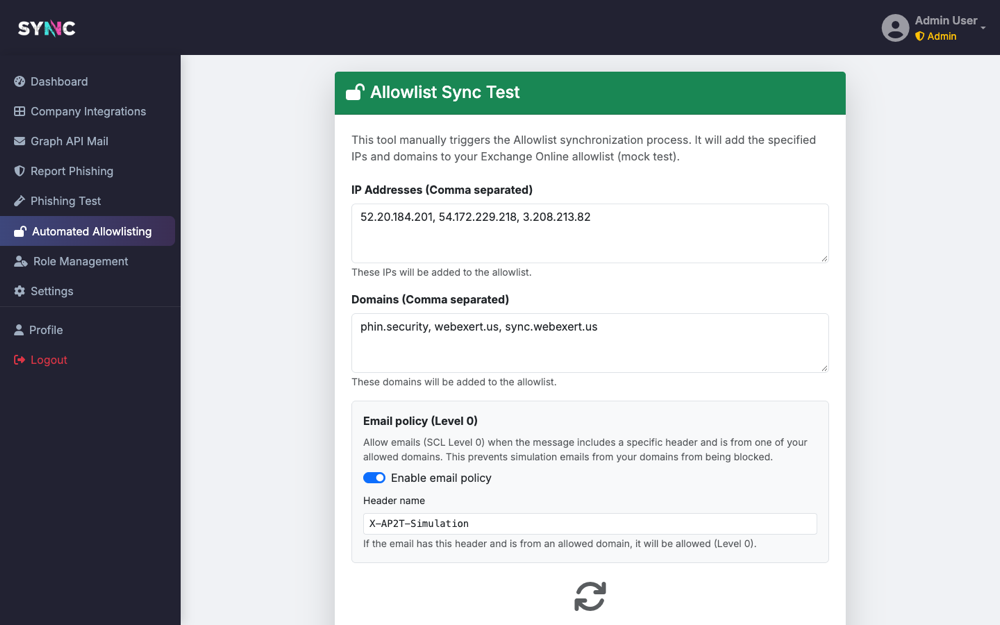 SYNC
Admin User
Admin
Dashboard
Company Integrations
Graph API Mail
Report Phishing
Phishing Test
Automated Allowlisting
Role Management
Settings
Profile
Logout
Allowlist Sync Test
This tool manually triggers the Allowlist synchronization process. It will add the specified
IPs and domains to your Exchange Online allowlist (mock test).
IP Addresses (Comma separated)
52.20.184.201, 54.172.229.218, 3.208.213.82
These IPs will be added to the allowlist.
Domains (Comma separated)
phin.security, webexert.us, sync.webexert.us
These domains will be added to the allowlist.
Email policy (Level 0)
Allow emails (SCL Level 0) when the message includes a specific header and is from one of your
allowed domains. This prevents simulation emails from your domains from being blocked.
Enable email policy
Header name
X-AP2T-Simulation
If the email has this header and is from an allowed domain, it will be allowed (Level 0).